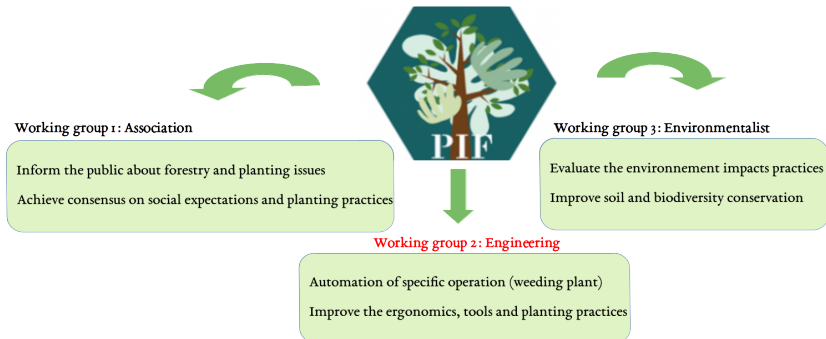 PIF
Working group 1: Association
Inform the public about forestry and planting issues
Achieve consensus on social expectations and planting practices
Working group 2: Engineering
Automation of specific operation (weeding plant)
Improve the ergonomics, tools and planting practices
Working group 3: Environmentalist
Evaluate the environnement impacts practices
Improve soil and biodiversity conservation